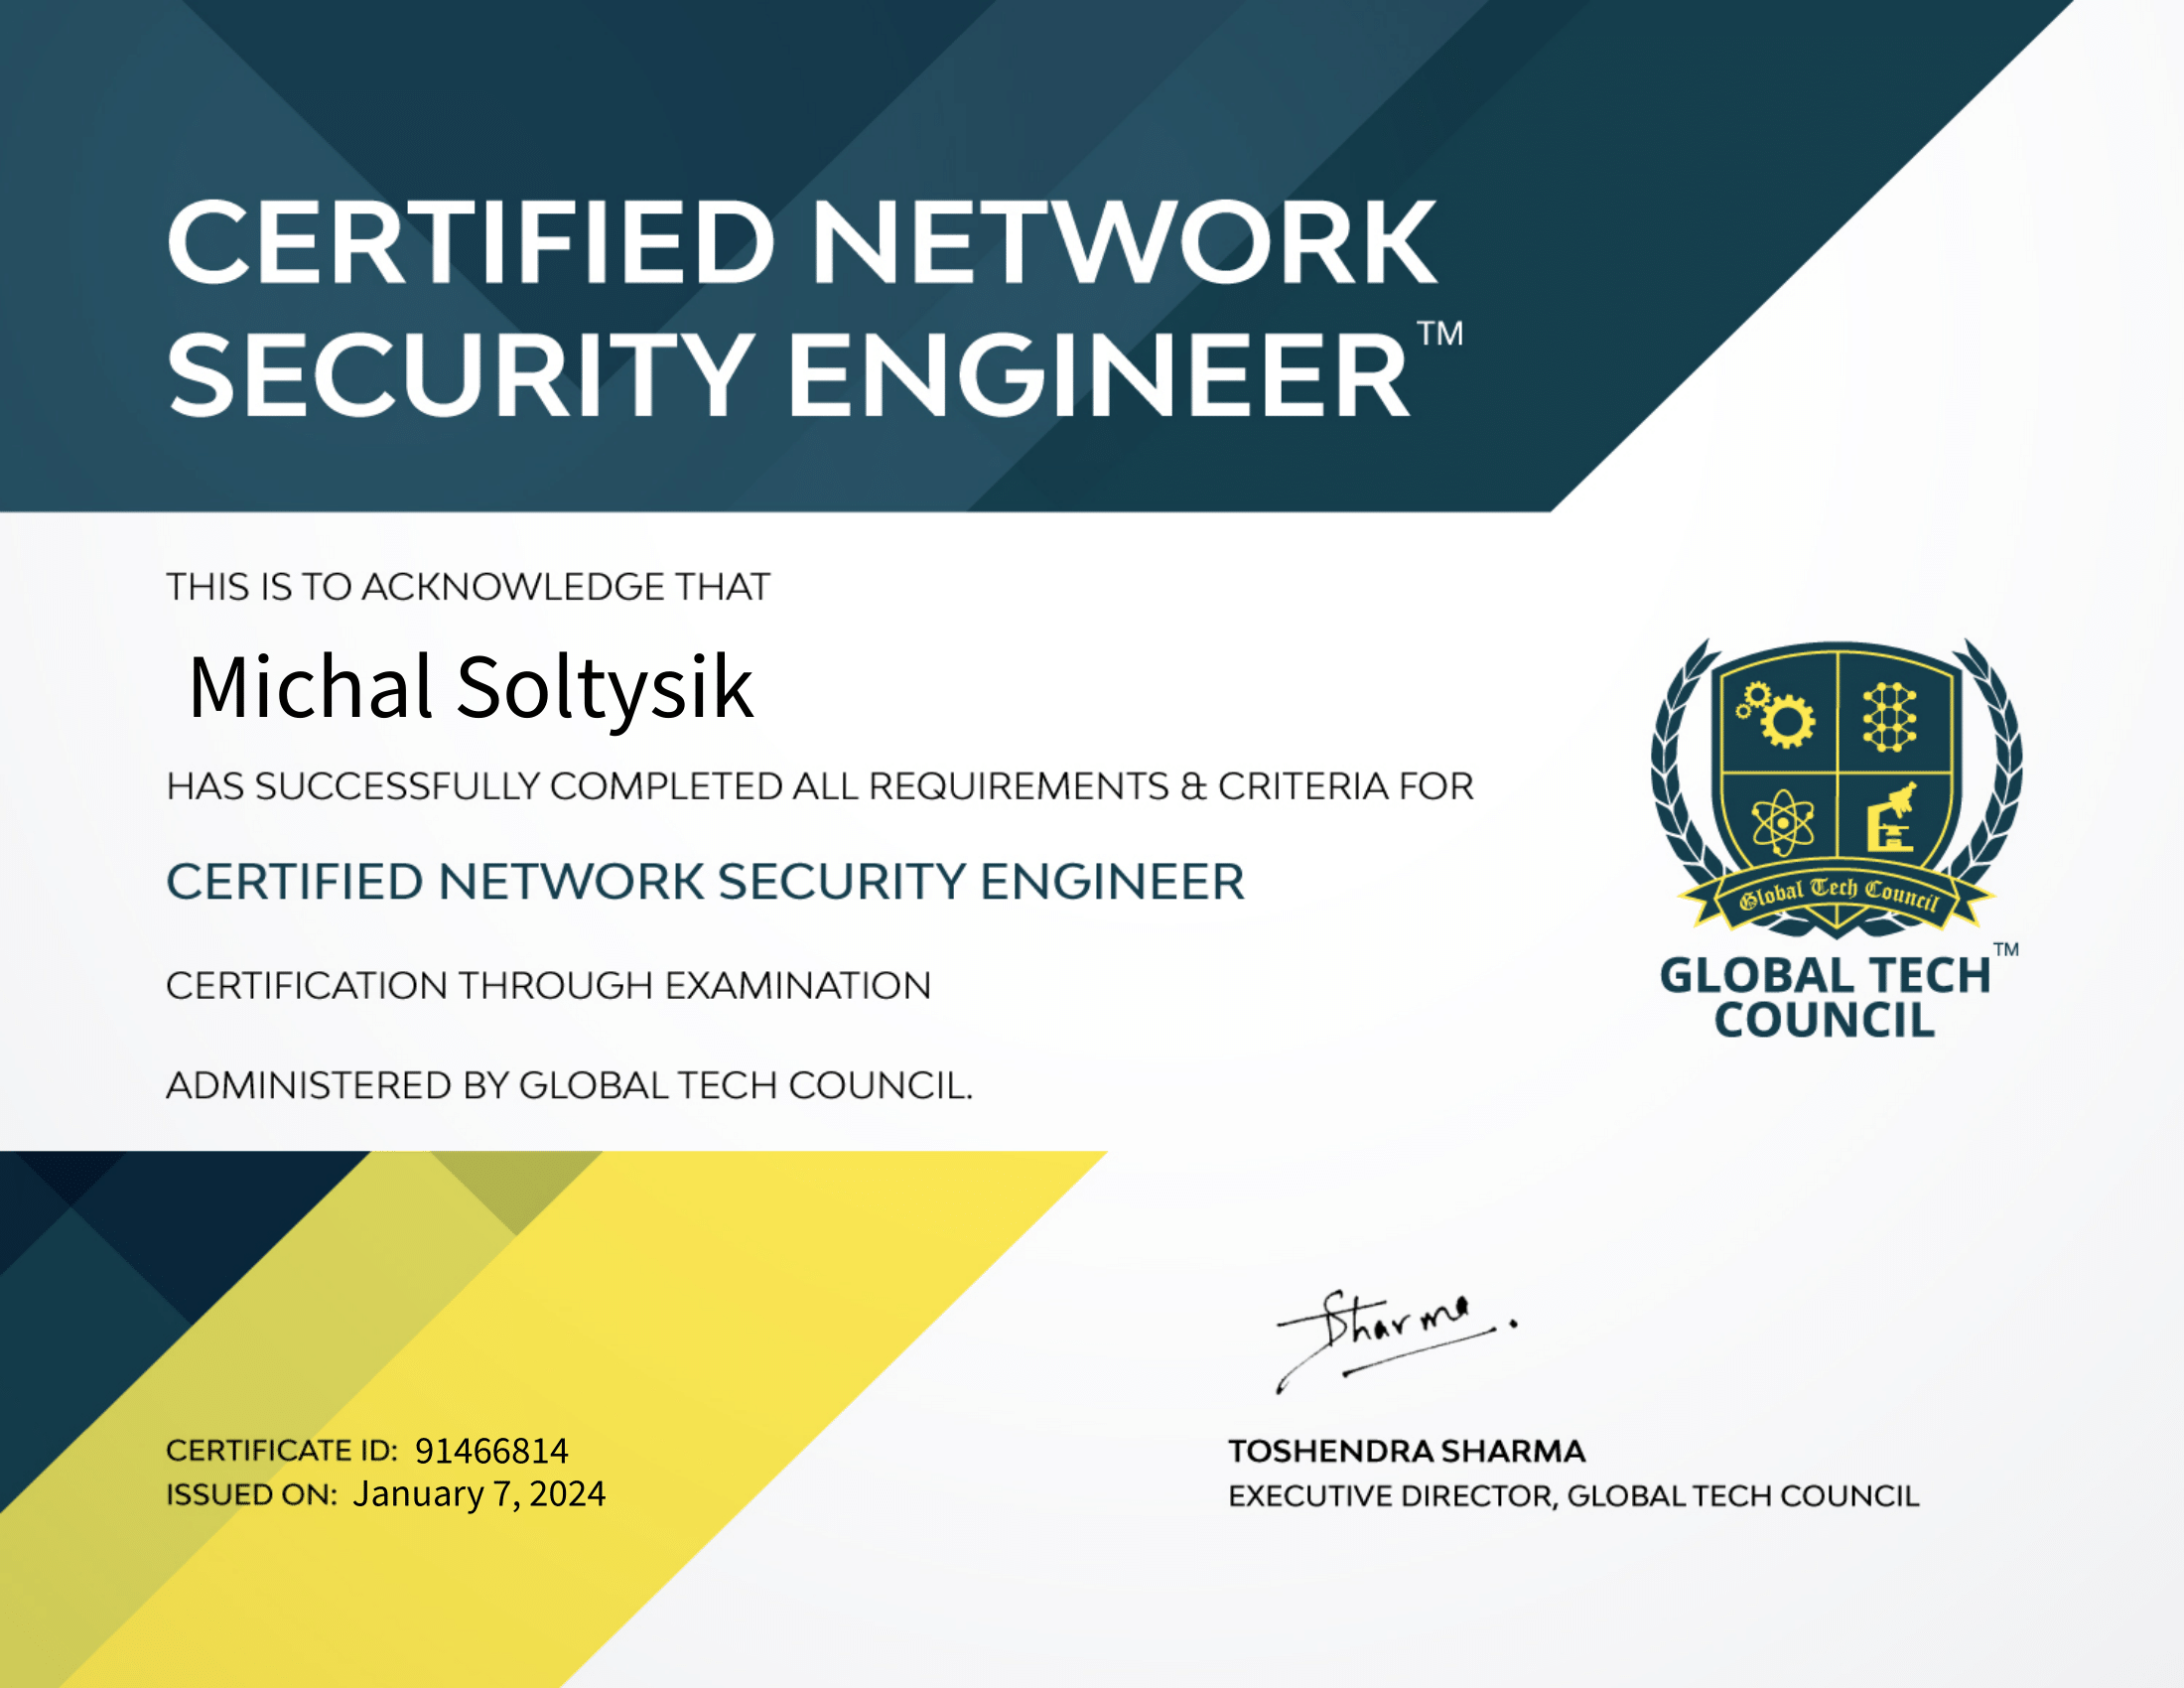 CERTIFIED NETWORK
SECURITY ENGINEER™
THIS IS TO ACKNOWLEDGE THAT
Michal Soltysik
HAS SUCCESSFULLY COMPLETED ALL REQUIREMENTS & CRITERIA FOR
CERTIFIED NETWORK SECURITY ENGINEER
CERTIFICATION THROUGH EXAMINATION
ADMINISTERED BY GLOBAL TECH COUNCIL.
Global Tech Council
GLOBAL TECH™
COUNCIL
CERTIFICATE ID: 91466814
ISSUED ON: January 7, 2024
Sharma
TOSHENDRA SHARMA
EXECUTIVE DIRECTOR, GLOBAL TECH COUNCIL